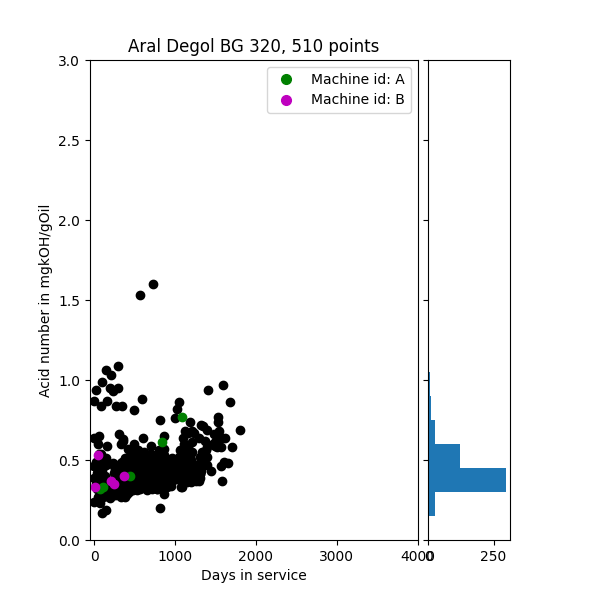 Aral Degol BG 320, 510 points
Machine id: A
Machine id: B
Acid number in mgkOH/gOil
3.0
2.5
2.0
1.5
1.0
0.5
0.0
0 1000 2000 3000 4000
0 250
Days in service